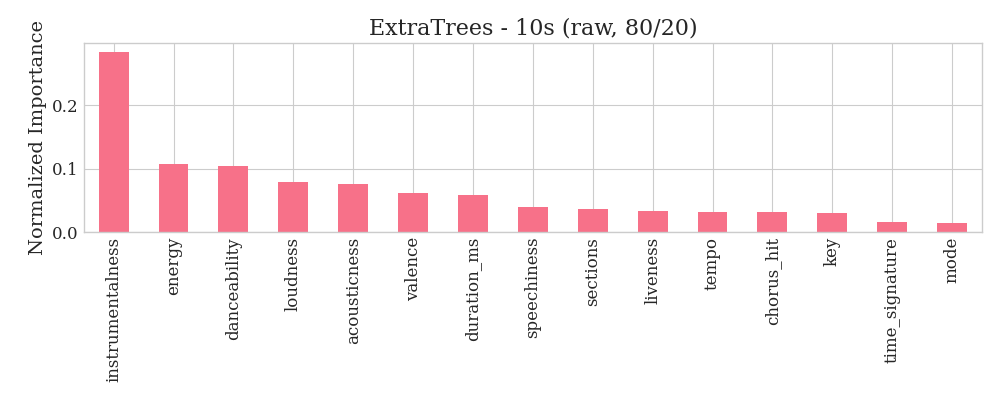 ExtraTrees - 10s (raw, 80/20)
Normalized Importance
0.2
0.1
0.0
instrumentalness
energy
danceability
loudness
acousticness
valence
duration_ms
speechiness
sections
liveness
tempo
chorus_hit
key
time_signature
mode